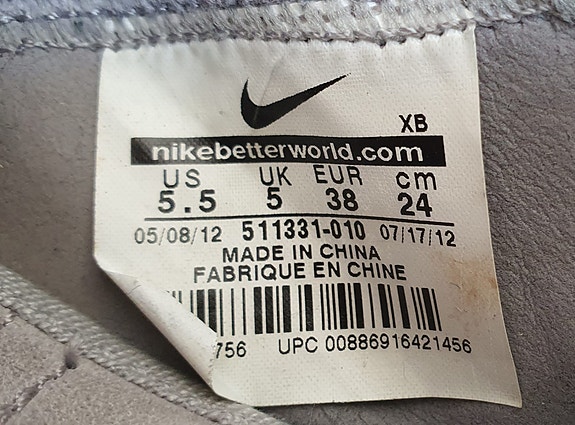 XB
nikebetterworld.com
US UK EUR cm
5.5 5 38 24
05/08/12 511331-010 07/17/12
MADE IN CHINA
FABRIQUE EN CHINE
756 UPC 00886916421456